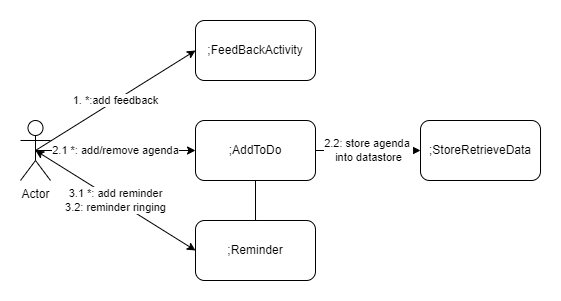 ;FeedBackActivity
1. *:add feedback
2.1 *: add/remove agenda
;AddToDo
2.2: store agenda
into datastore
;StoreRetrieveData
Actor
3.1 *: add reminder
3.2: reminder ringing
;Reminder